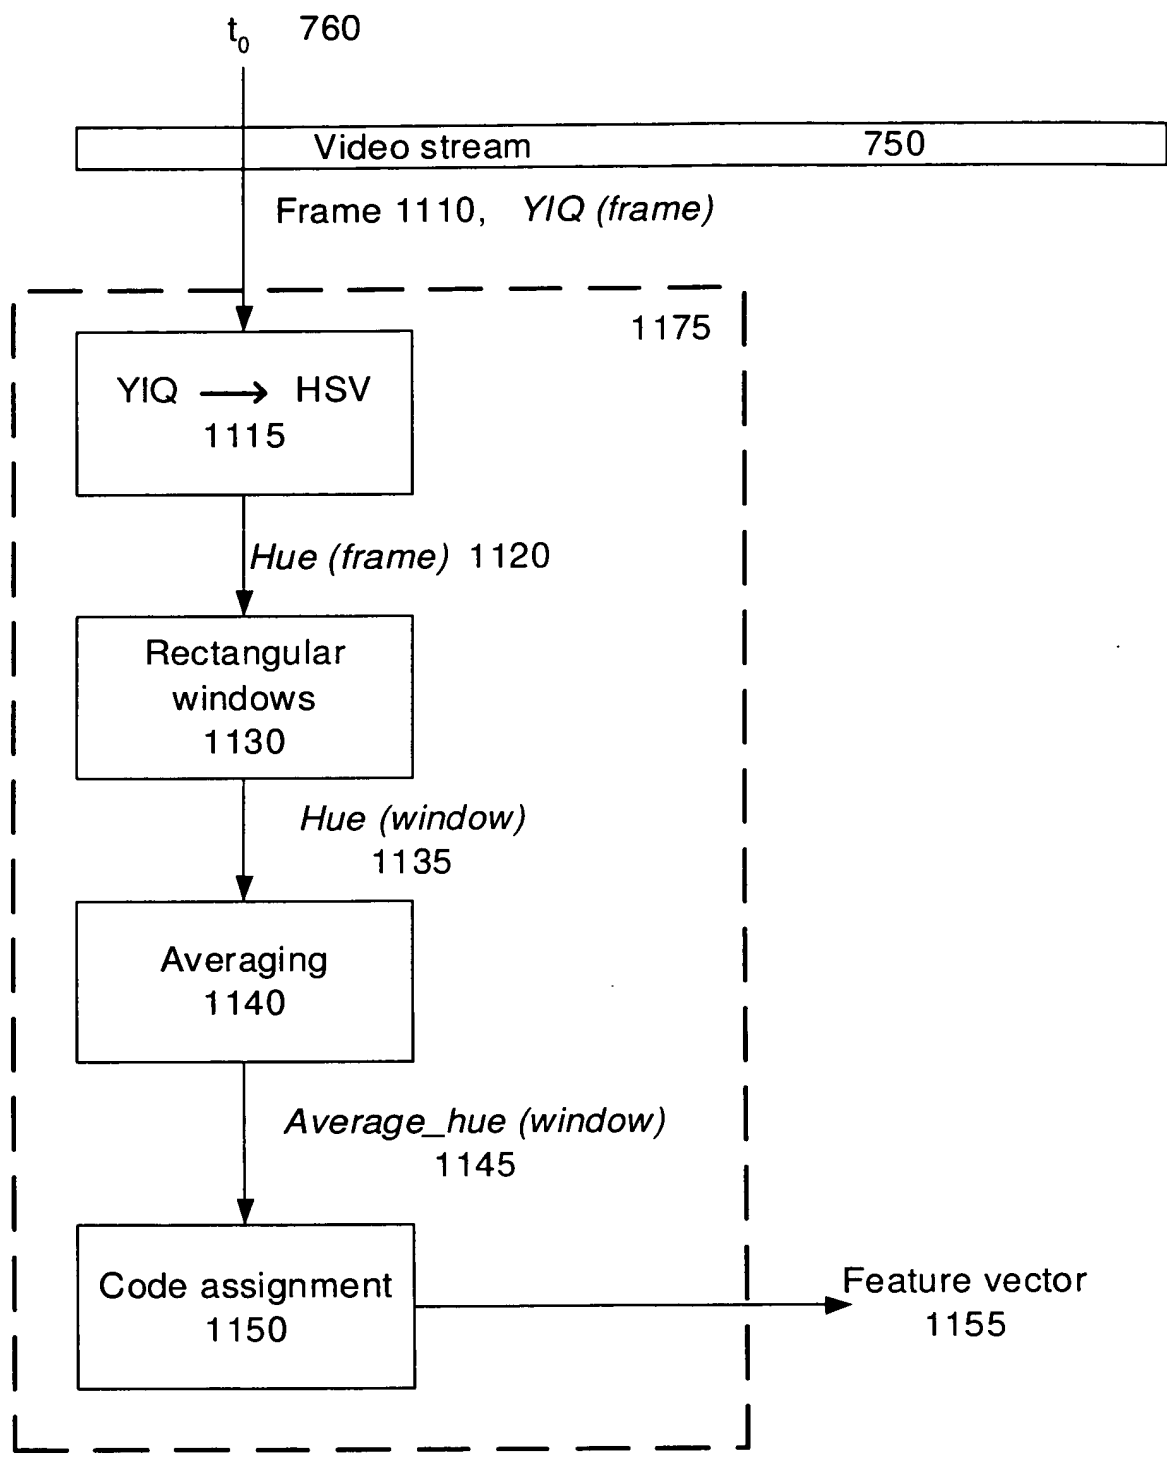 t0 760
Video stream 750
Frame 1110, YIQ (frame)
1175
YIQ → HSV
1115
Hue (frame) 1120
Rectangular
windows
1130
Hue (window)
1135
Averaging
1140
Average_hue (window)
1145
Code assignment
1150
Feature vector
1155